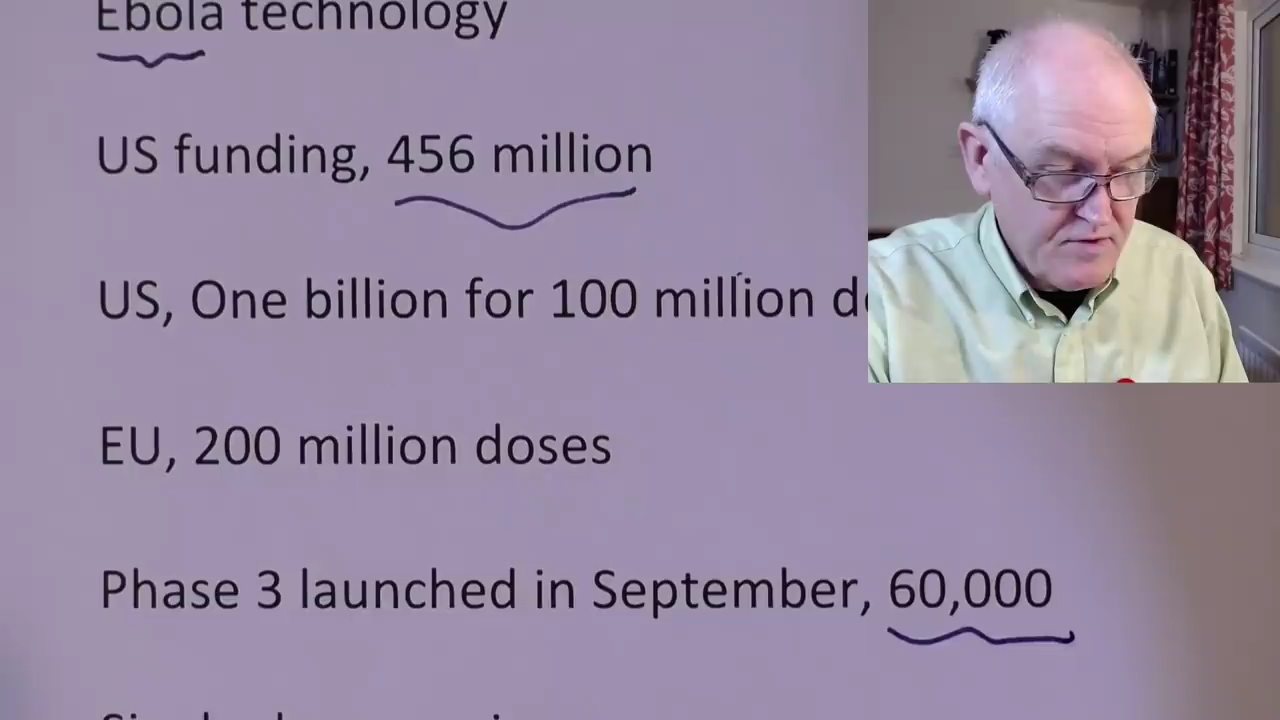 Ebola technology
US funding, 456 million
US, One billion for 100 million
EU, 200 million doses
Phase 3 launched in September, 60,000